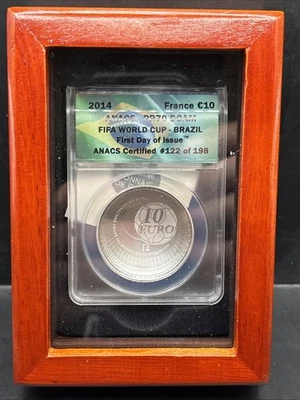 2014 France €10
ANACS - PR70 DCAM
FIFA WORLD CUP - BRAZIL
First Day of Issue™
ANACS Certified #122 of 198
10
EURO